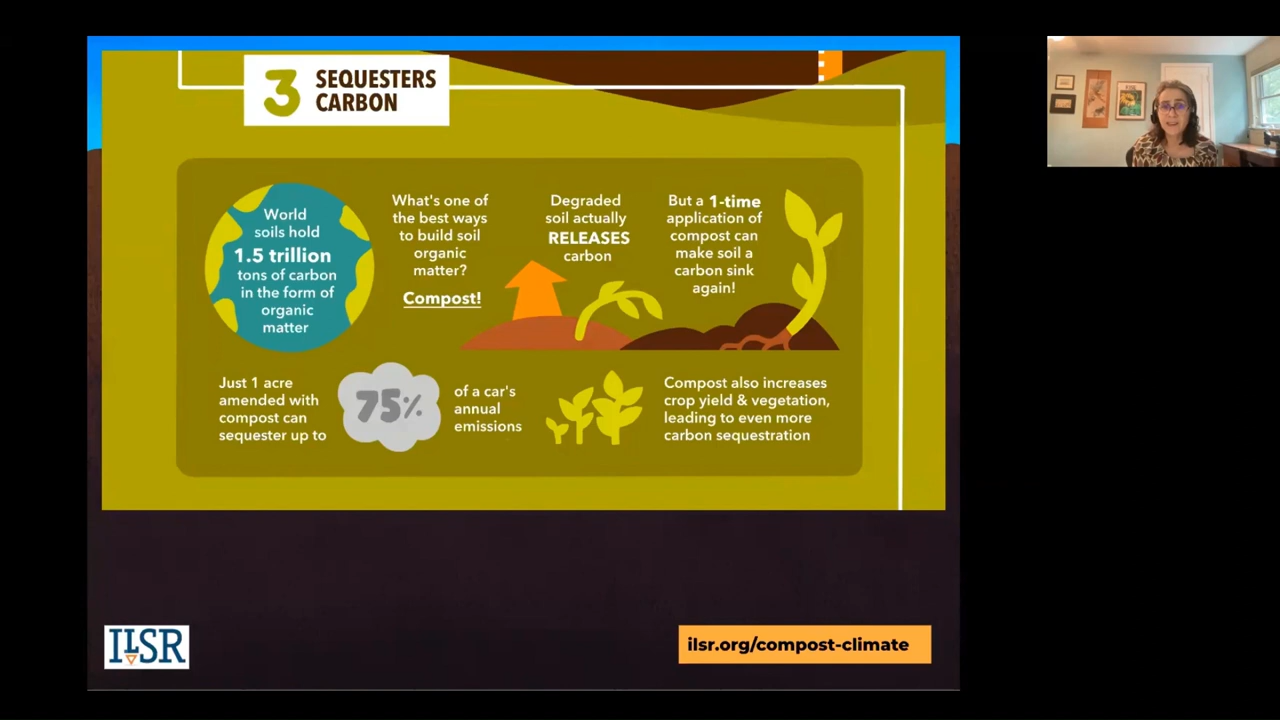 3 SEQUESTERS
CARBON
World
soils hold
1.5 trillion
tons of carbon
in the form of
organic
matter
What's one of
the best ways
to build soil
organic
matter?
Compost!
Degraded
soil actually
RELEASES
carbon
But a 1-time
application of
compost can
make soil a
carbon sink
again!
Just 1 acre
amended with
compost can
sequester up to
75%
of a car's
annual
emissions
Compost also increases
crop yield & vegetation,
leading to even more
carbon sequestration
ILSR
ilsr.org/compost-climate